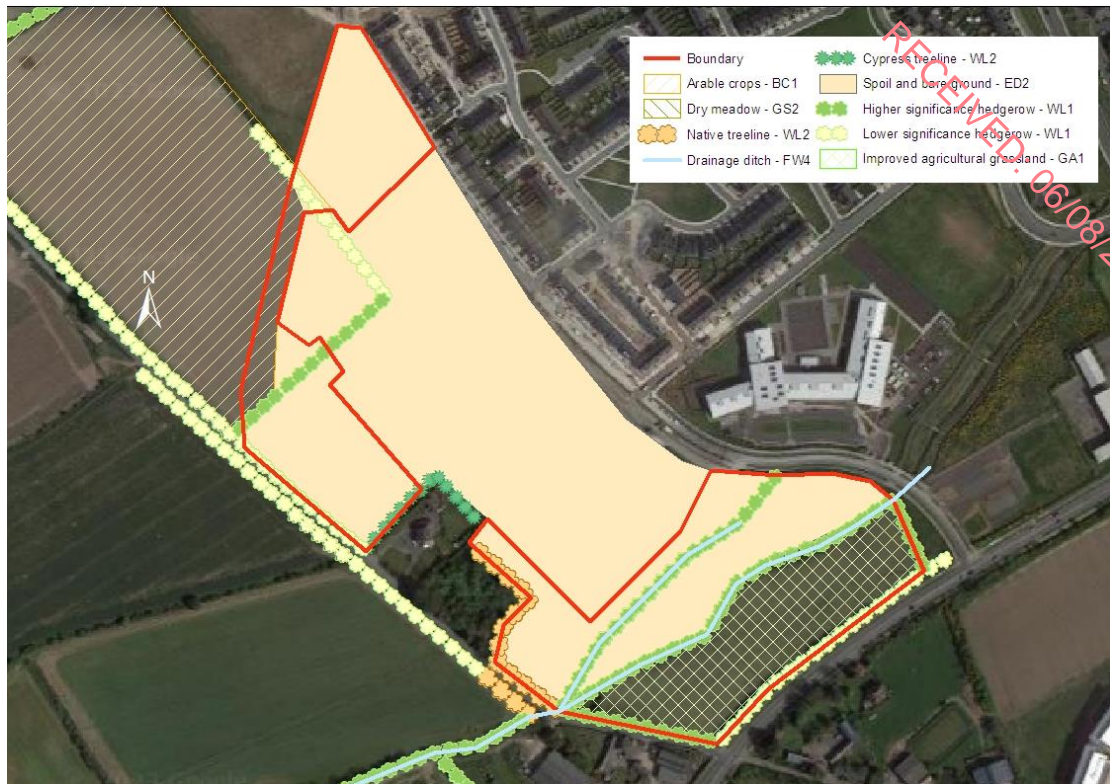 Boundary
Arable crops - BC1
Dry meadow - GS2
Native treeline - WL2
Drainage ditch - FW4
Cypress treeline - WL2
Spoil and bare ground - ED2
Higher significance hedgerow - WL1
Lower significance hedgerow - WL1
Improved agricultural grassland - GA1
RECEIVED: 06/08/2
N